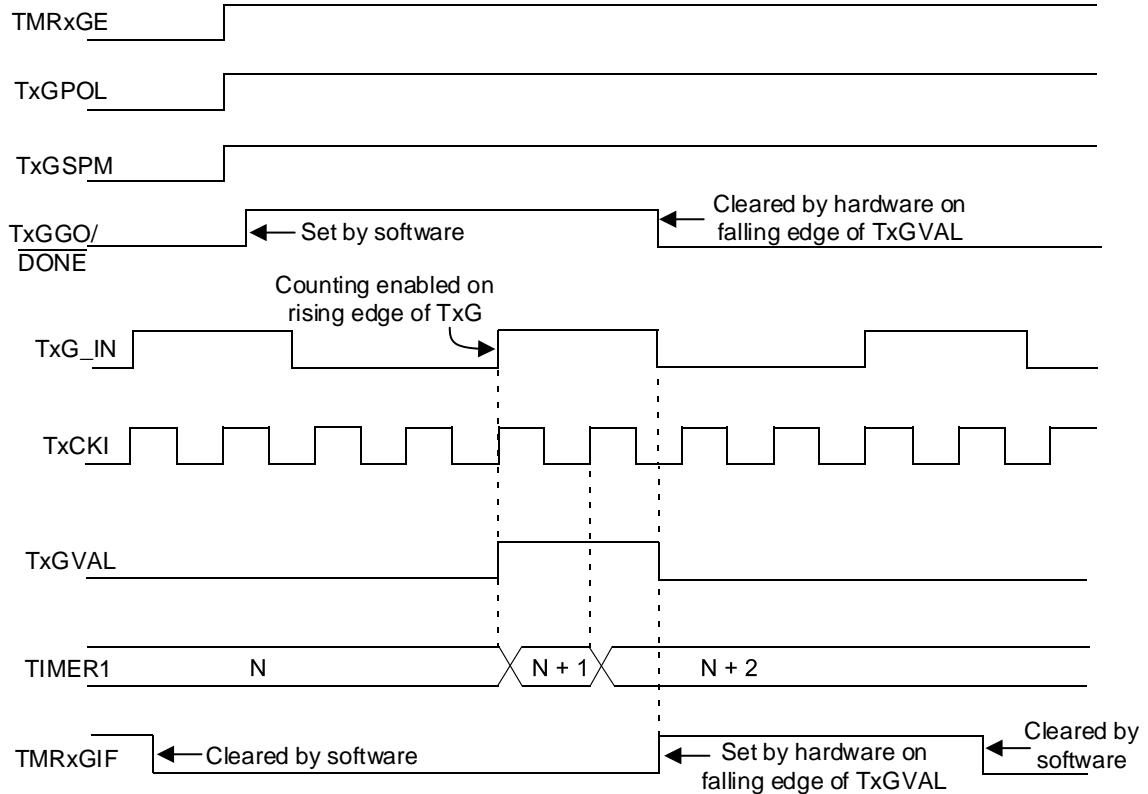 TMRxGE
TxGPOL
TxGSPM
TxGGO/
DONE
Set by software
Cleared by hardware on
falling edge of TxGVAL
Counting enabled on
rising edge of TxG
TxG_IN
TxCKI
TxGVAL
TIMER1
N
N + 1
N + 2
TMRxGIF
Cleared by software
Set by hardware on
falling edge of TxGVAL
Cleared by
software